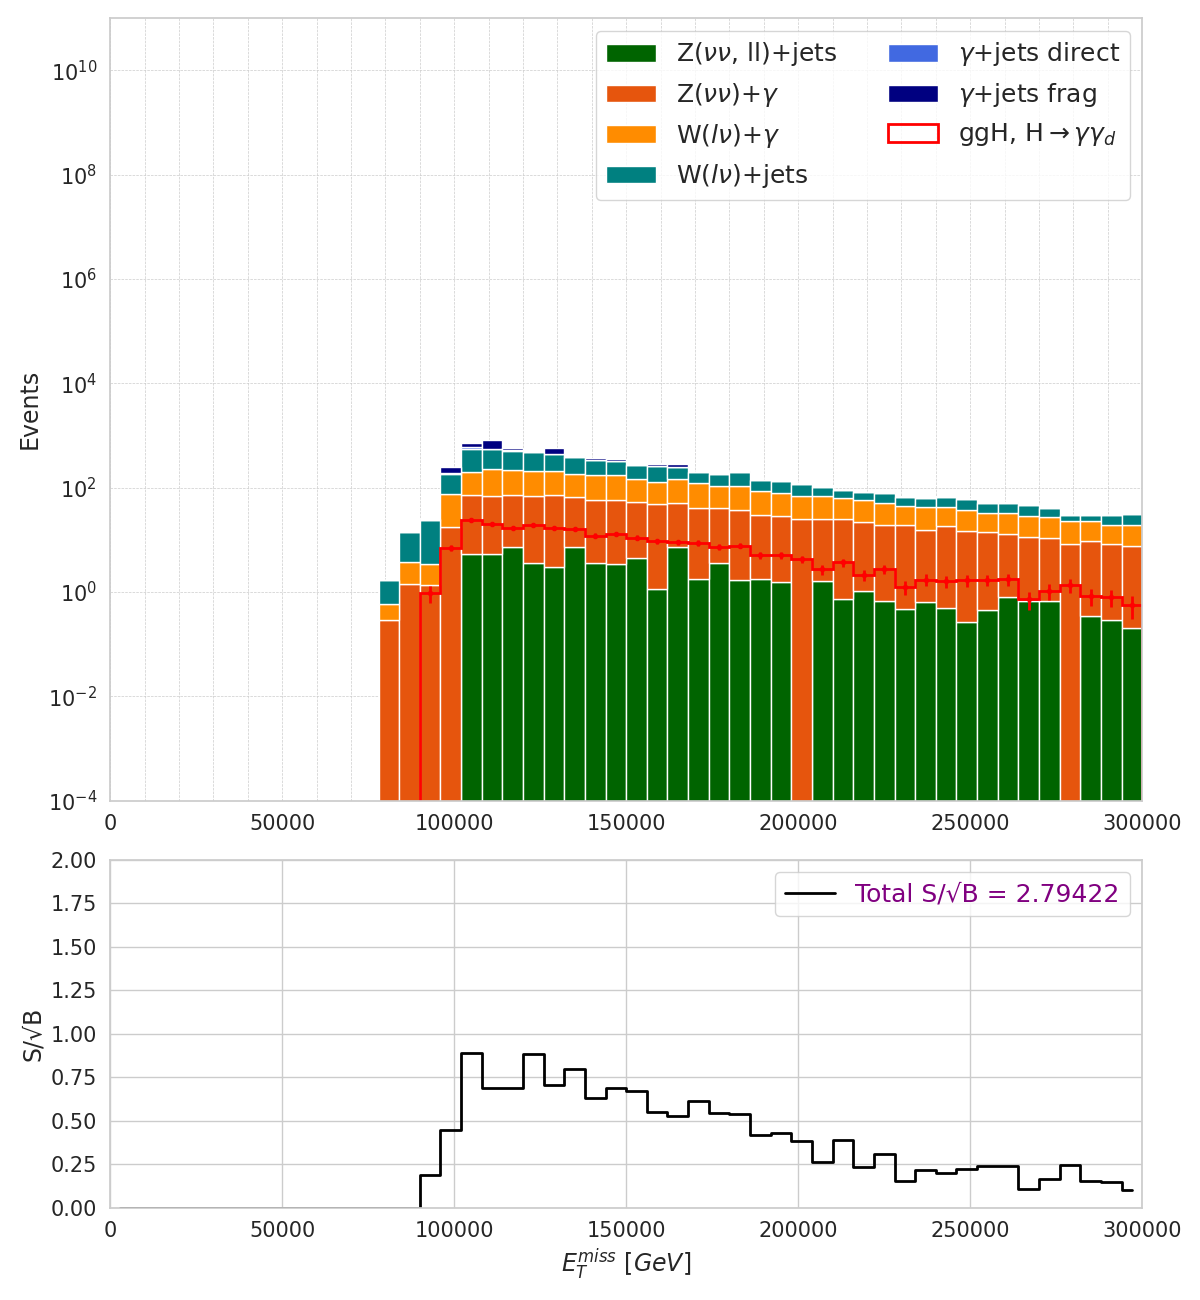 Z(νν, ll)+jets
Z(νν)+γ
W(lν)+γ
W(lν)+jets
γ+jets direct
γ+jets frag
ggH, H→γγ_d
Events
10^10
10^8
10^6
10^4
10^2
10^0
10^−2
10^−4
0 50000 100000 150000 200000 250000 300000
Total S/√B = 2.79422
S/√B
2.00
1.75
1.50
1.25
1.00
0.75
0.50
0.25
0.00
0 50000 100000 150000 200000 250000 300000
E_T^miss [GeV]